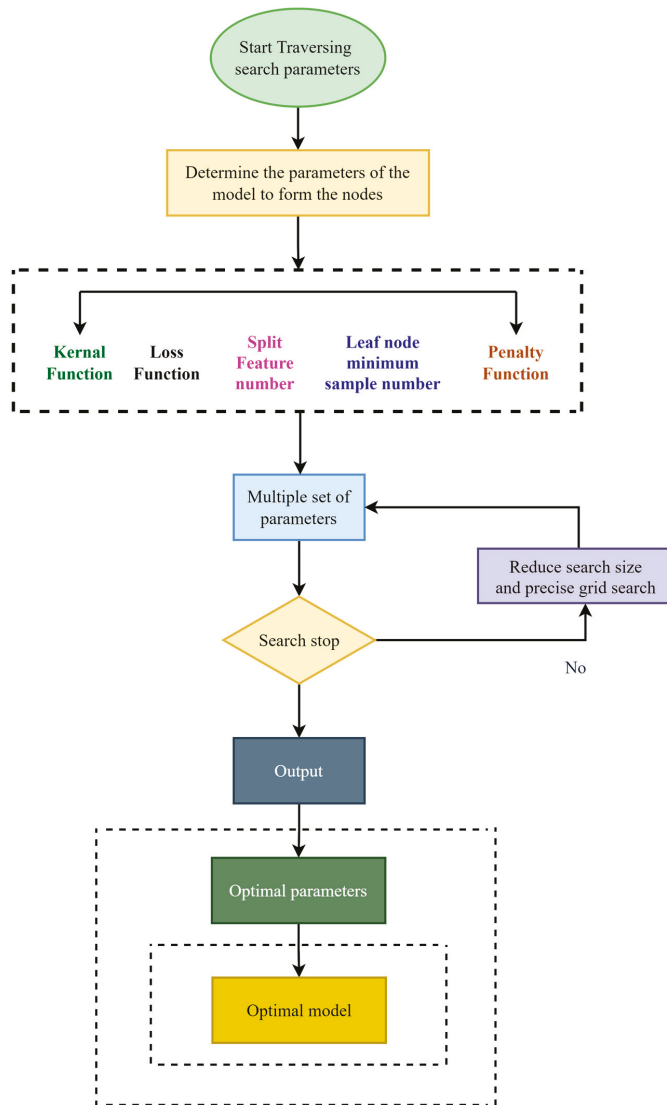 Start Traversing
search parameters
Determine the parameters of the
model to form the nodes
Kernal
Function
Loss
Function
Split
Feature
number
Leaf node
minimum
sample number
Penalty
Function
Multiple set of
parameters
Reduce search size
and precise grid search
Search stop
No
Output
Optimal parameters
Optimal model